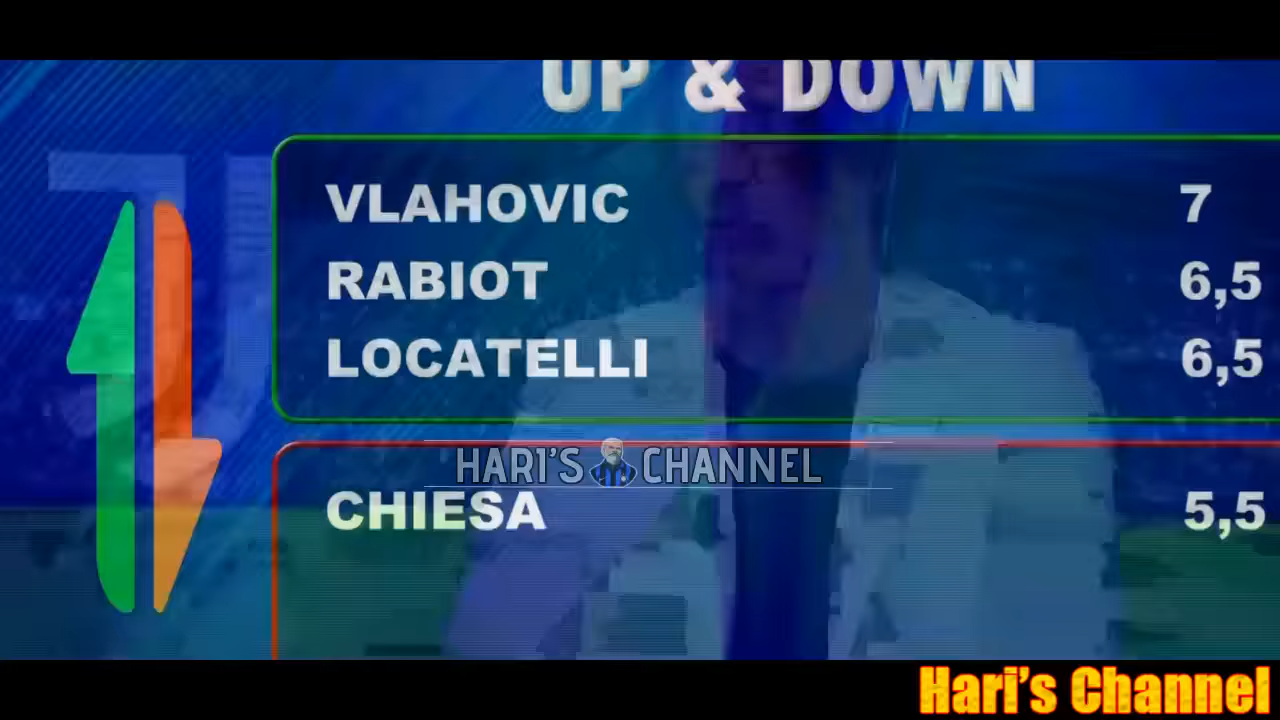 UP & DOWN
VLAHOVIC 7
RABIOT 6,5
LOCATELLI 6,5
HARI'S CHANNEL
CHIESA 5,5
Hari's Channel